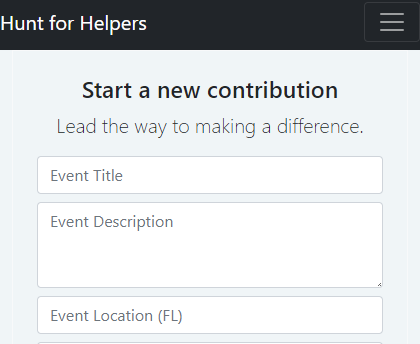 Hunt for Helpers
Start a new contribution
Lead the way to making a difference.
Event Title
Event Description
Event Location (FL)